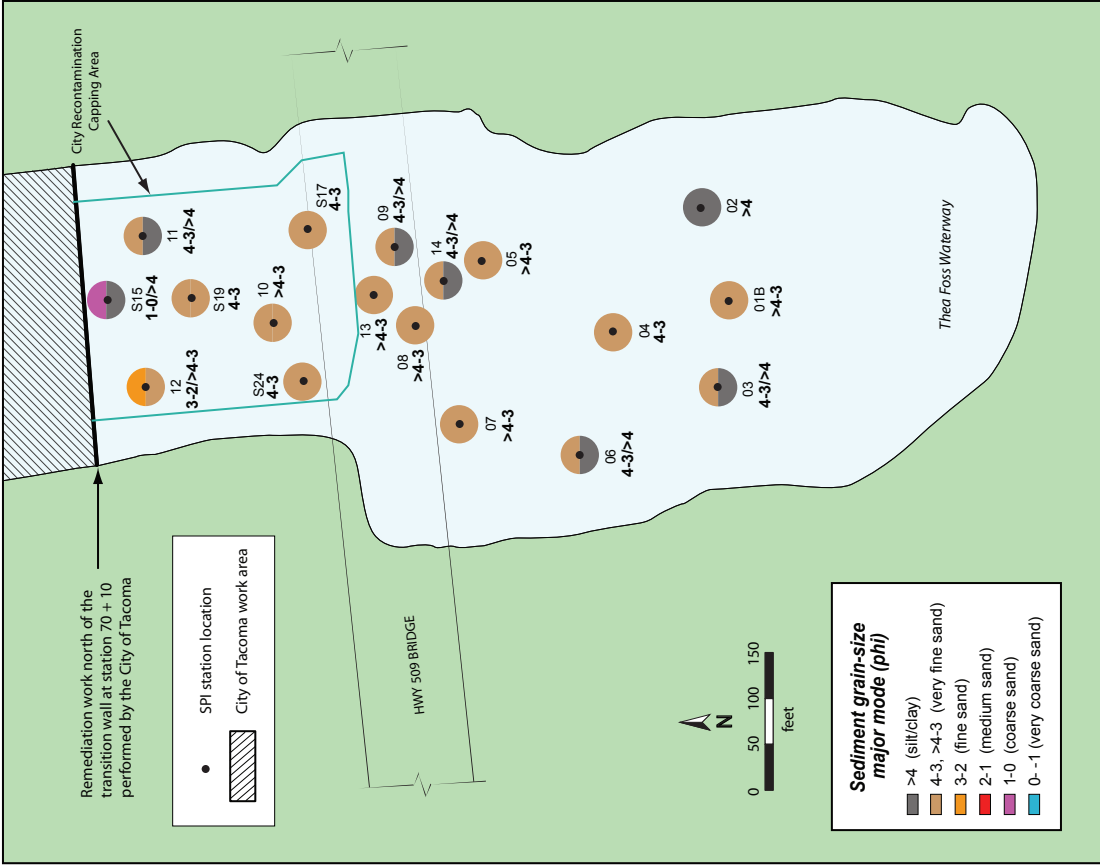 City Recontamination
Capping Area
11
4-3/>4
S15
1-0/>4
S19
4-3
12
3-2/>4-3
10
>4-3
S17
4-3
S24
4-3
09
4-3/>4
14
4-3/>4
13
>4-3
05
>4-3
08
>4-3
07
>4-3
06
4-3/>4
04
4-3
02
>4
01B
>4-3
03
4-3/>4
Thea Foss Waterway
Remediation work north of the
transition wall at station 70 + 10
performed by the City of Tacoma
SPI station location
City of Tacoma work area
HWY 509 BRIDGE
N
0 50 100 150
feet
Sediment grain-size
major mode (phi)
>4 (silt/clay)
4-3, >4-3 (very fine sand)
3-2 (fine sand)
2-1 (medium sand)
1-0 (coarse sand)
0- -1 (very coarse sand)